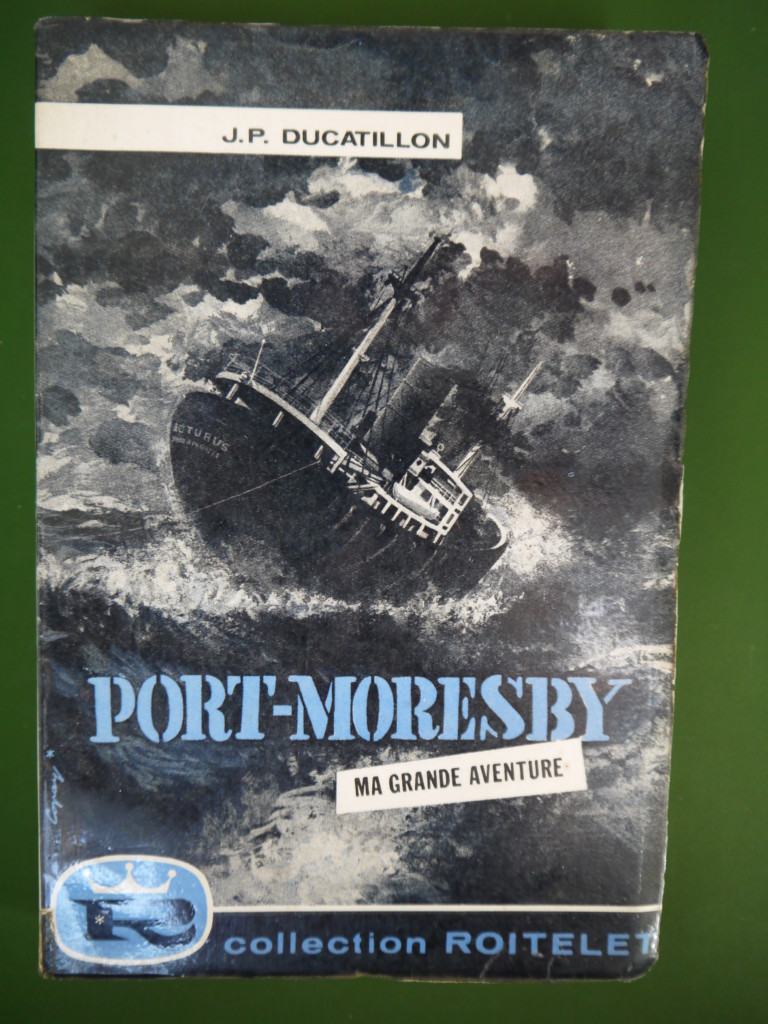 J.P. DUCATILLON
PORT-MORESBY
MA GRANDE AVENTURE
R
collection ROITELET